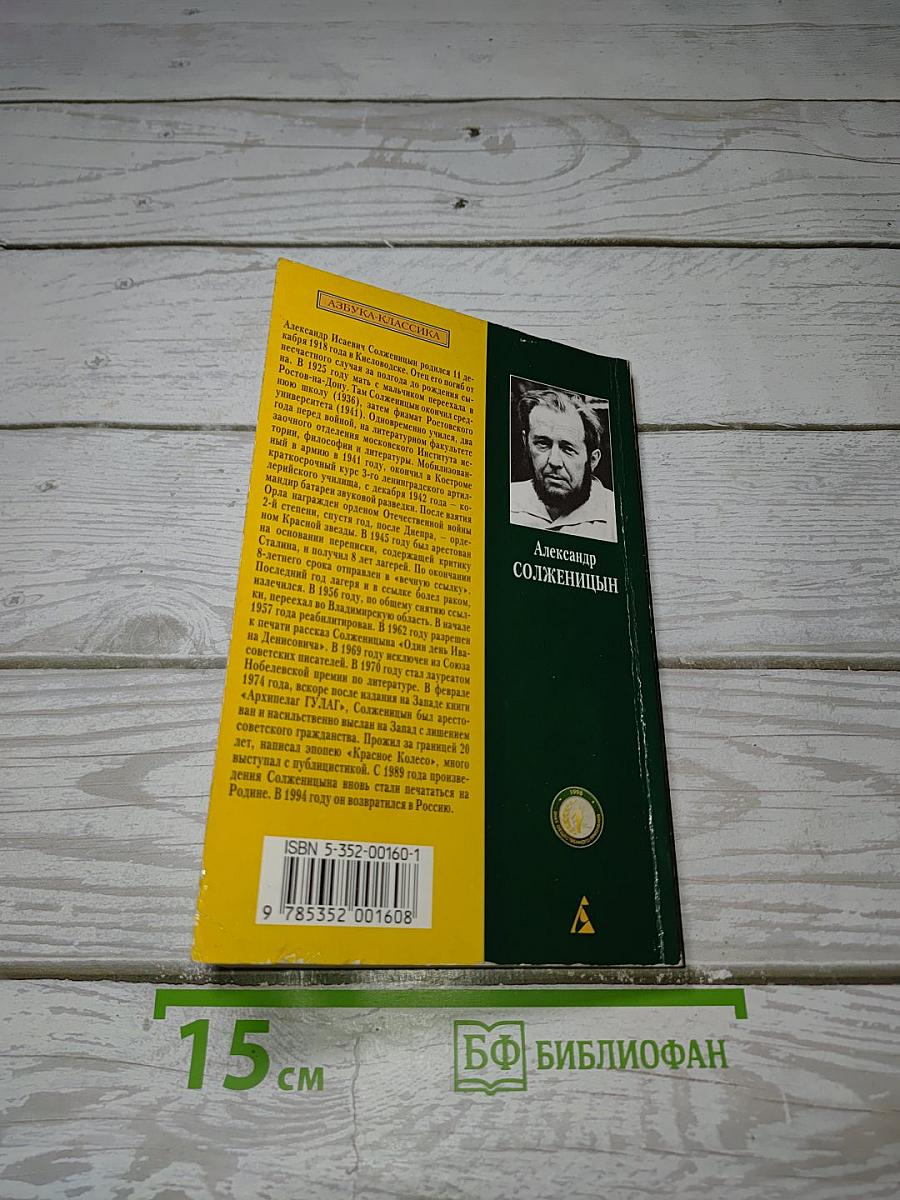 АЗБУКА-КЛАССИКА
Александр Исаевич Солженицын родился 11 де-
кабря 1918 года в Кисловодске. Отец его погиб от
несчастного случая за полгода до рождения сы-
на. В 1925 году мать с мальчиком переехала в
Ростов-на-Дону. Там Солженицын окончил сред-
нюю школу (1936), затем физмат Ростовского
университета (1941). Одновременно учился, два
года перед войной, на литературном факультете
заочного отделения московского Института ис-
тории, философии и литературы. Мобилизован-
ный в армию в 1941 году, окончил в Костроме
краткосрочный курс 3-го ленинградского артил-
лерийского училища, с декабря 1942 года — ко-
мандир батареи звуковой разведки. После взятия
Орла награжден орденом Отечественной войны
2-й степени, спустя год, после Днепра, — орде-
ном Красной звезды. В 1945 году был арестован
на основании переписки, содержащей критику
Сталина, и получил 8 лет лагерей. По окончании
8-летнего срока отправлен в «вечную ссылку».
Последний год лагеря и в ссылке болел раком,
излечился. В 1956 году, по общему снятию ссыл-
ки, переехал во Владимирскую область. В начале
1957 года реабилитирован. В 1962 году разрешен
к печати рассказ Солженицына «Один день Ива-
на Денисовича». В 1969 году исключен из Союза
советских писателей. В 1970 году стал лауреатом
Нобелевской премии по литературе. В феврале
1974 года, вскоре после издания на Западе книги
«Архипелаг ГУЛАГ», Солженицын был аресто-
ван и насильственно выслан на Запад с лишением
советского гражданства. Прожил за границей 20
лет, написал эпопею «Красное Колесо», много
выступал с публицистикой. С 1989 года произве-
дения Солженицына вновь стали печататься на
Родине. В 1994 году он возвратился в Россию.
ISBN 5-352-00160-1
9 785352 001608
Александр
СОЛЖЕНИЦЫН
1998
15 см
БФ БИБЛИОФАН